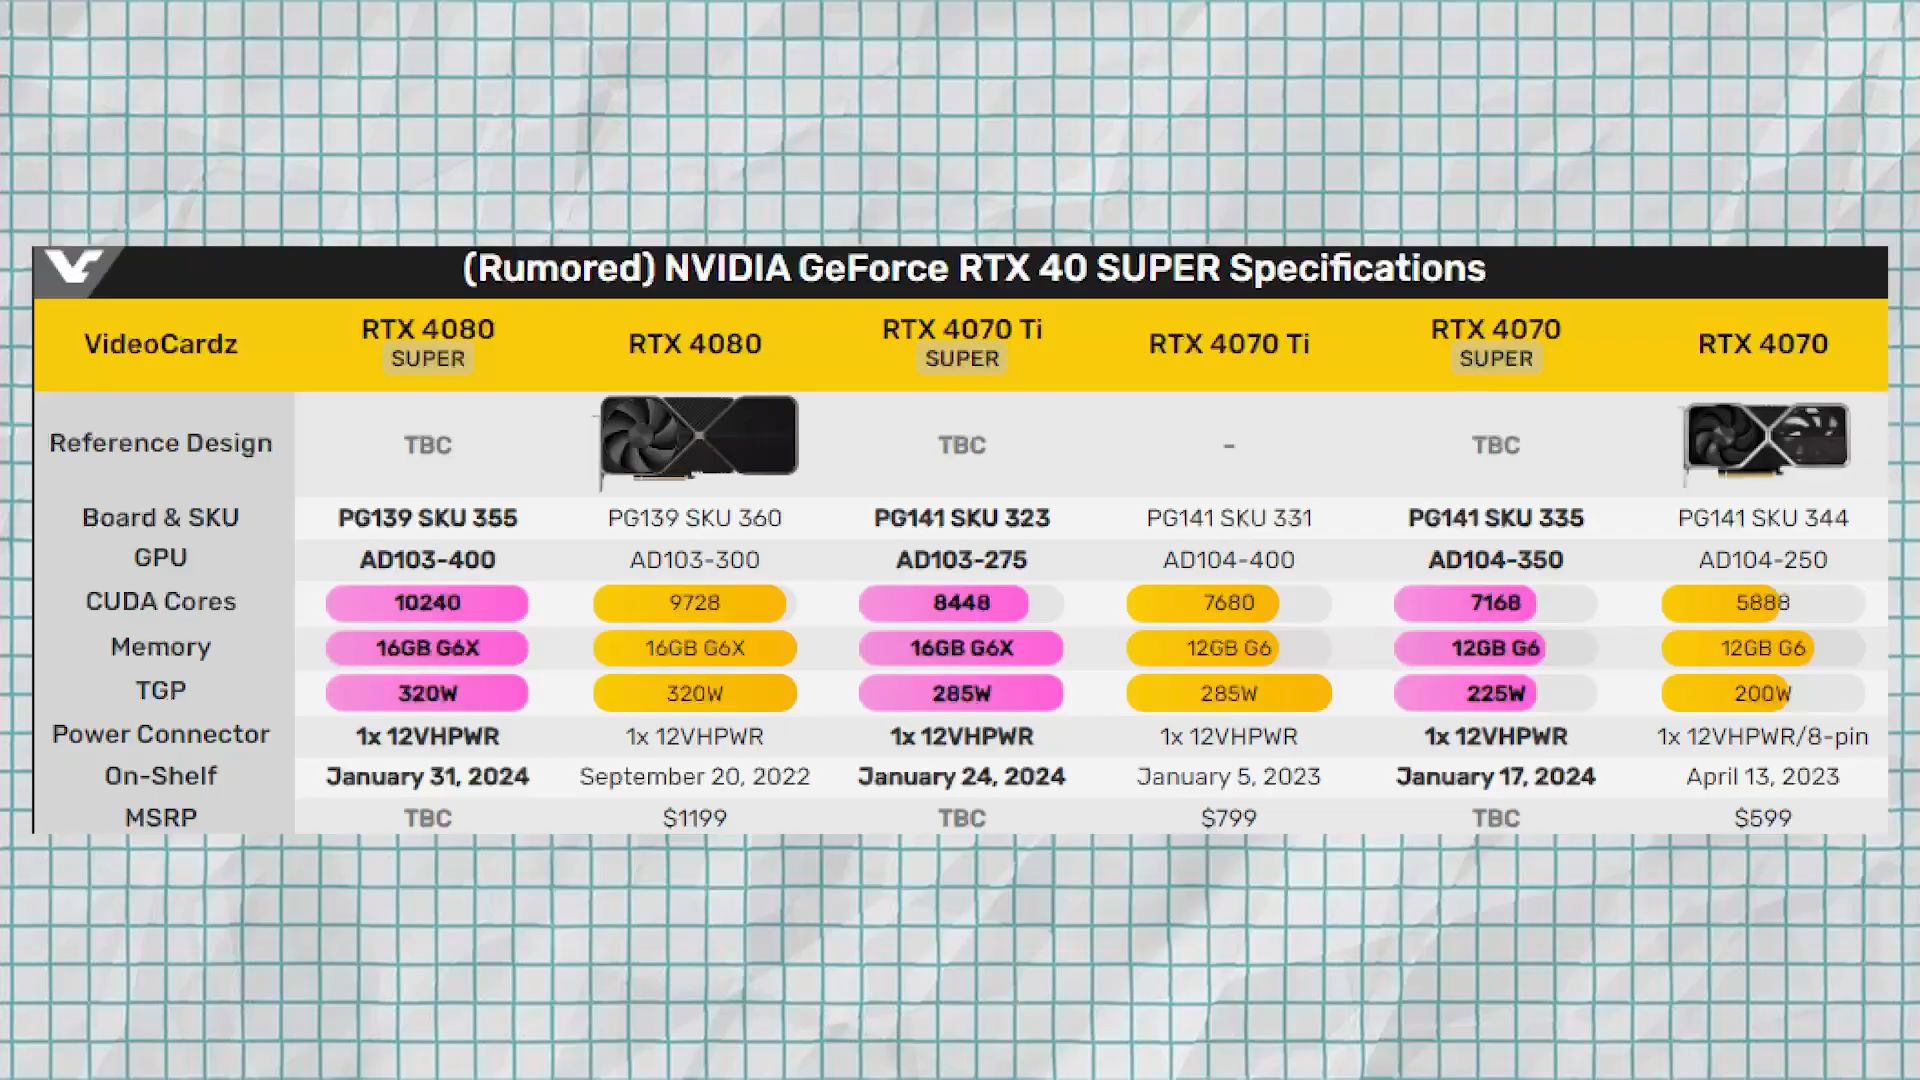 (Rumored) NVIDIA GeForce RTX 40 SUPER Specifications
VideoCardz RTX 4080 SUPER RTX 4080 RTX 4070 Ti SUPER RTX 4070 Ti RTX 4070 SUPER RTX 4070
Reference Design TBC TBC - TBC
Board & SKU PG139 SKU 355 PG139 SKU 360 PG141 SKU 323 PG141 SKU 331 PG141 SKU 335 PG141 SKU 344
GPU AD103-400 AD103-300 AD103-275 AD104-400 AD104-350 AD104-250
CUDA Cores 10240 9728 8448 7680 7168 5888
Memory 16GB G6X 16GB G6X 16GB G6X 12GB G6 12GB G6 12GB G6
TGP 320W 320W 285W 285W 225W 200W
Power Connector 1x 12VHPWR 1x 12VHPWR 1x 12VHPWR 1x 12VHPWR 1x 12VHPWR 1x 12VHPWR/8-pin
On-Shelf January 31, 2024 September 20, 2022 January 24, 2024 January 5, 2023 January 17, 2024 April 13, 2023
MSRP TBC $1199 TBC $799 TBC $599